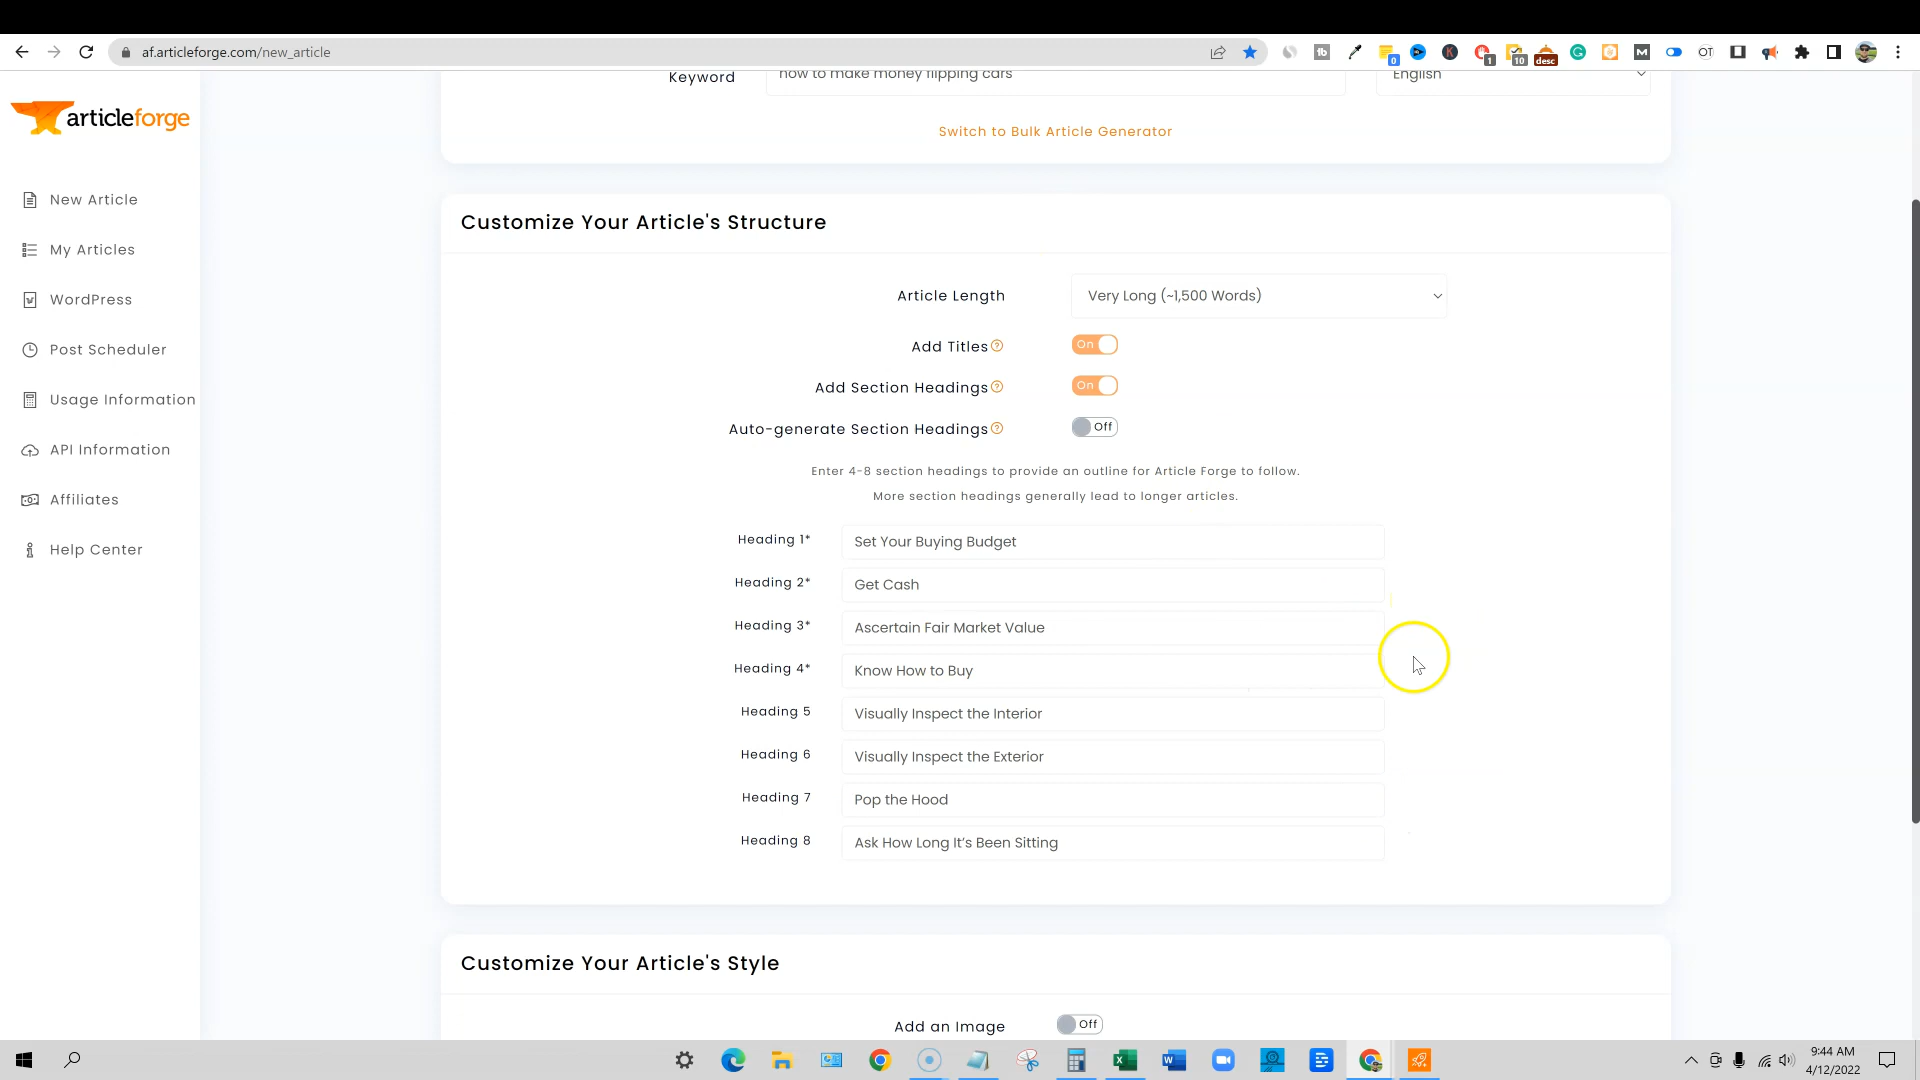 af.articleforge.com/new_article
0
1
10
desc
articleforge
New Article
My Articles
WordPress
Post Scheduler
Usage Information
API Information
Affiliates
Help Center
Keyword
how to make money flipping cars
English
Switch to Bulk Article Generator
Customize Your Article's Structure
Article Length
Very Long (~1,500 Words)
Add Titles
On
Add Section Headings
On
Auto-generate Section Headings
Off
Enter 4-8 section headings to provide an outline for Article Forge to follow.
More section headings generally lead to longer articles.
Heading 1*
Set Your Buying Budget
Heading 2*
Get Cash
Heading 3*
Ascertain Fair Market Value
Heading 4*
Know How to Buy
Heading 5
Visually Inspect the Interior
Heading 6
Visually Inspect the Exterior
Heading 7
Pop the Hood
Heading 8
Ask How Long It’s Been Sitting
Customize Your Article's Style
Add an Image
Off
9:44 AM
4/12/2022